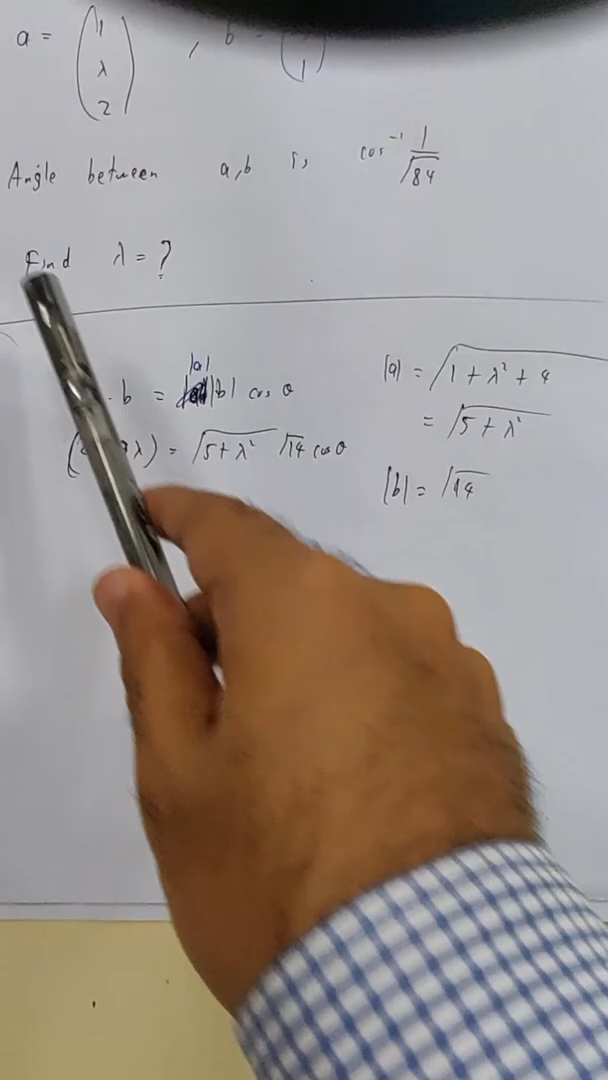 a = (1 λ 2) , b = ( 1)
Angle between a,b is cos⁻¹ 1/√84
Find λ = ?
. b = |a| |b| cos θ
( λ) = √5+λ² √14 cos θ
|a| = √1 + λ² + 4
= √5 + λ²
|b| = √14